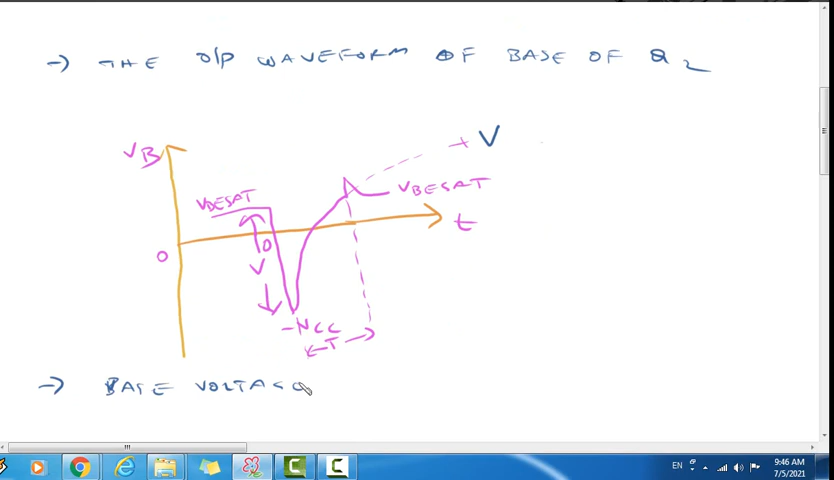 → THE O/P WAVEFORM OF BASE OF Q2
VB
+ V
VBESAT
VBESAT
t
0
V
-VCC
←T→
→ BASE VOLTAGE
EN
9:46 AM
7/5/2021